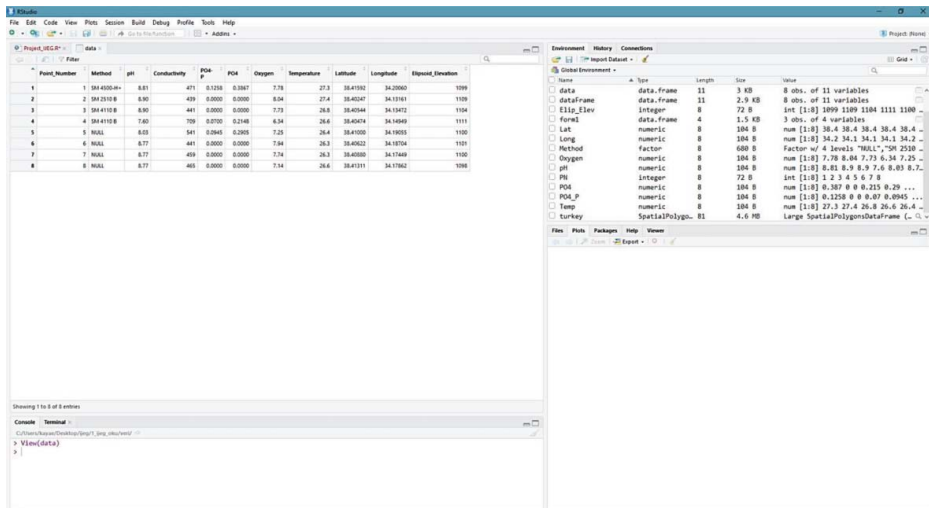 RStudio
File Edit Code View Plots Session Build Debug Profile Tools Help
Go to file/function Addins
Project: (None)
Project_IJEG.R* data
Filter
Point_Number Method pH Conductivity PO4-P PO4 Oxygen Temperature Latitude Longitude Elipsoid_Elevation
1 1 SM 4500-H+ 8.81 471 0.1258 0.3867 7.78 27.3 38.41592 34.20060 1099
2 2 SM 2510 B 8.90 439 0.0000 0.0000 8.04 27.4 38.40247 34.13161 1109
3 3 SM 4110 B 8.90 441 0.0000 0.0000 7.73 26.8 38.40544 34.13472 1104
4 4 SM 4110 B 7.60 709 0.0700 0.2148 6.34 26.6 38.40474 34.14949 1111
5 5 NULL 8.03 541 0.0945 0.2905 7.25 26.4 38.41000 34.19055 1100
6 6 NULL 8.77 441 0.0000 0.0000 7.94 26.3 38.40622 34.18704 1101
7 7 NULL 8.77 459 0.0000 0.0000 7.74 26.3 38.40880 34.17449 1100
8 8 NULL 8.77 465 0.0000 0.0000 7.14 26.6 38.41311 34.17862 1098
Showing 1 to 8 of 8 entries
Console Terminal
> View(data)
>
Environment History Connections
Import Dataset Grid
Global Environment
Name Type Length Size Value
data data.frame 11 3 KB 8 obs. of 11 variables
dataFrame data.frame 11 2.9 KB 8 obs. of 11 variables
Elip_Elev integer 8 72 B int [1:8] 1099 1109 1104 1111 1100 ...
form1 data.frame 4 1.5 KB 3 obs. of 4 variables
Lat numeric 8 104 B num [1:8] 38.4 38.4 38.4 38.4 38.4 ...
Long numeric 8 104 B num [1:8] 34.2 34.1 34.1 34.1 34.2 ...
Method factor 8 680 B Factor w/ 4 levels "NULL","SM 2510 ...
Oxygen numeric 8 104 B num [1:8] 7.78 8.04 7.73 6.34 7.25 ...
pH numeric 8 104 B num [1:8] 8.81 8.9 8.9 7.6 8.03 8.7...
PN integer 8 72 B int [1:8] 1 2 3 4 5 6 7 8
PO4 numeric 8 104 B num [1:8] 0.387 0 0 0.215 0.29 ...
PO4_P numeric 8 104 B num [1:8] 0.1258 0 0 0.07 0.0945 ...
Temp numeric 8 104 B num [1:8] 27.3 27.4 26.8 26.6 26.4 ...
turkey SpatialPolygo... 81 4.6 MB Large SpatialPolygonsDataFrame (...
Files Plots Packages Help Viewer
Zoom Export